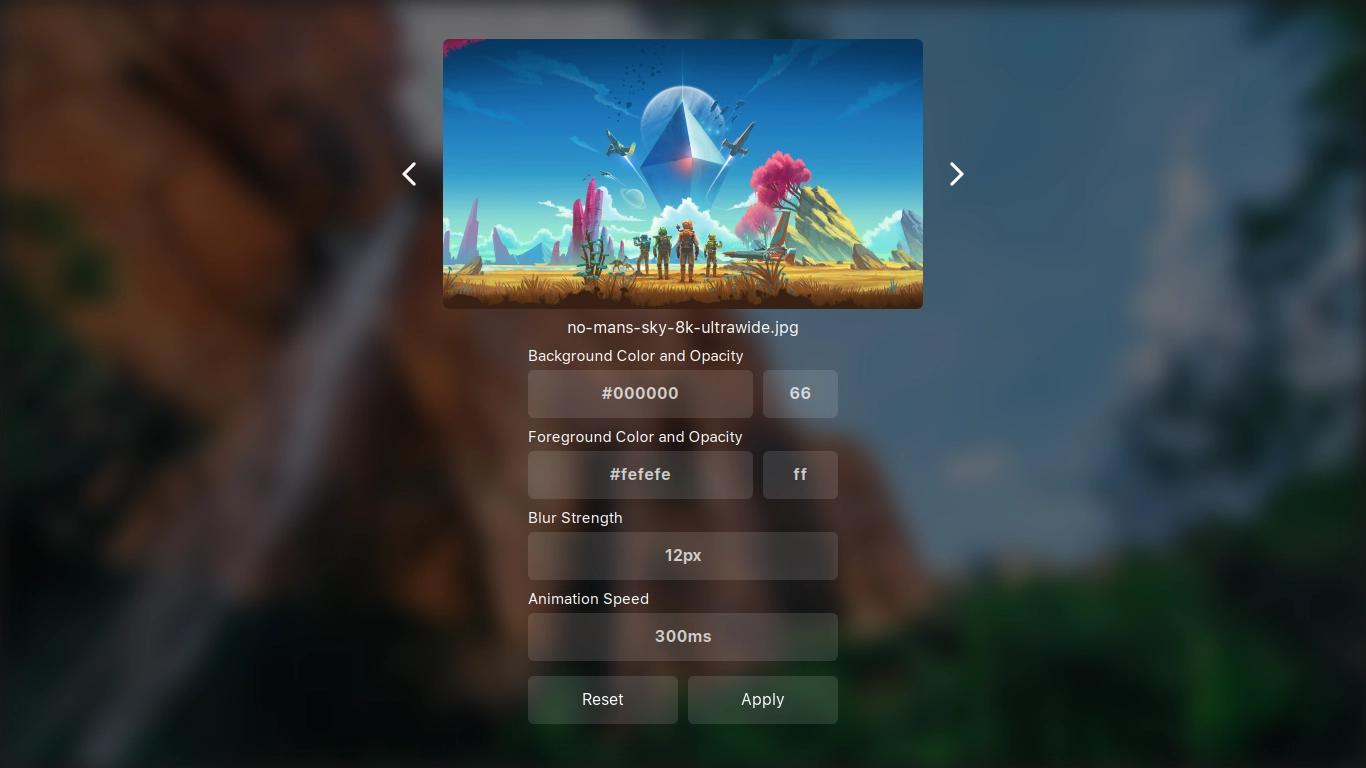 no-mans-sky-8k-ultrawide.jpg
Background Color and Opacity
#000000 66
Foreground Color and Opacity
#fefefe ff
Blur Strength
12px
Animation Speed
300ms
Reset Apply